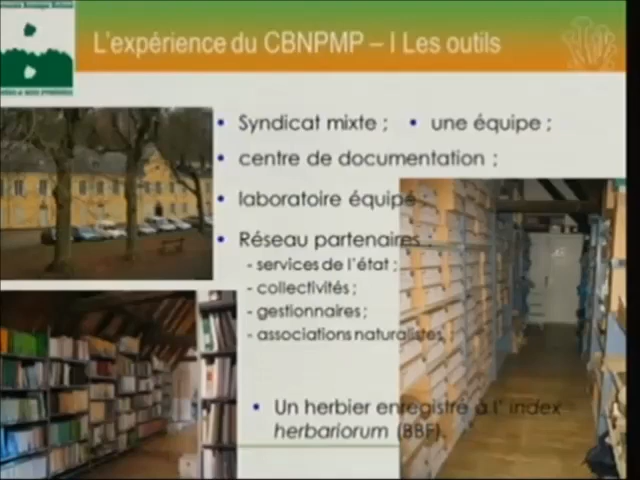 L'expérience du CBNPMP – I Les outils
• Syndicat mixte ; • une équipe ;
• centre de documentation ;
• laboratoire équipé
• Réseau partenaires :
- services de l'état ;
- collectivités ;
- gestionnaires ;
- associations naturalistes
• Un herbier enregistré à l' index
herbariorum (BBF).